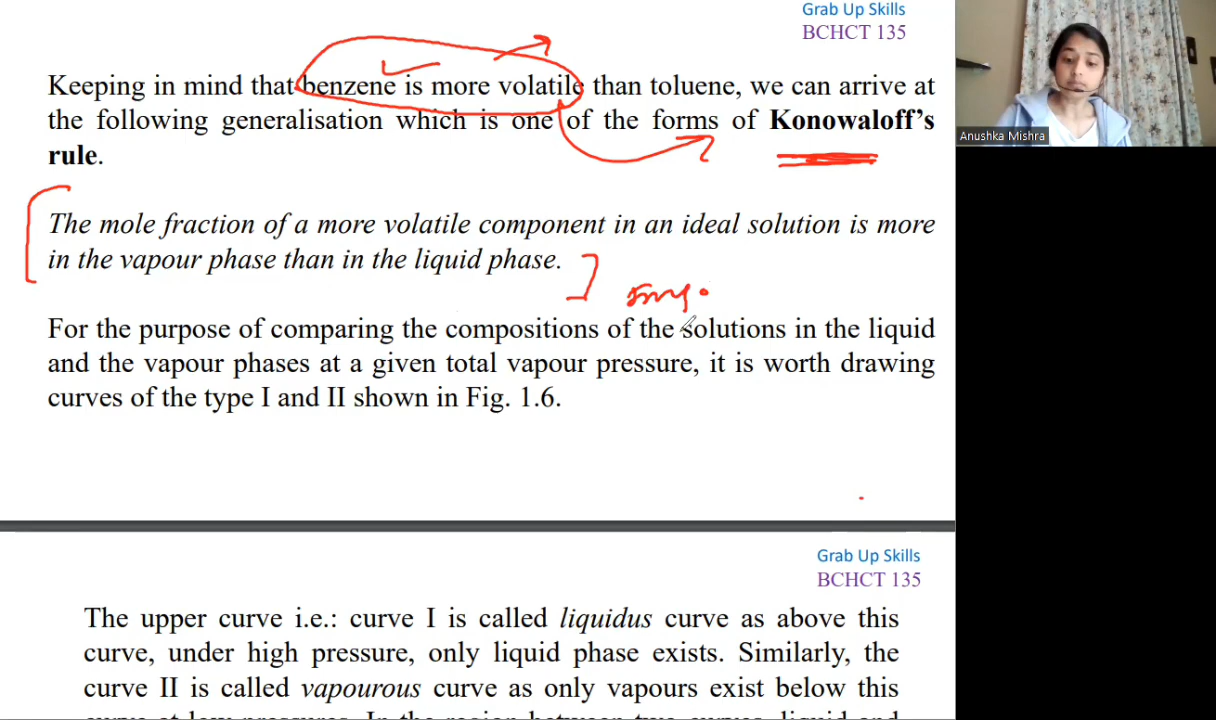 Grab Up Skills
BCHCT 135
Keeping in mind that benzene is more volatile than toluene, we can arrive at
the following generalisation which is one of the forms of Konowaloff’s
rule.
Anushka Mishra
The mole fraction of a more volatile component in an ideal solution is more
in the vapour phase than in the liquid phase.
For the purpose of comparing the compositions of the solutions in the liquid
and the vapour phases at a given total vapour pressure, it is worth drawing
curves of the type I and II shown in Fig. 1.6.
Grab Up Skills
BCHCT 135
The upper curve i.e.: curve I is called liquidus curve as above this
curve, under high pressure, only liquid phase exists. Similarly, the
curve II is called vapourous curve as only vapours exist below this